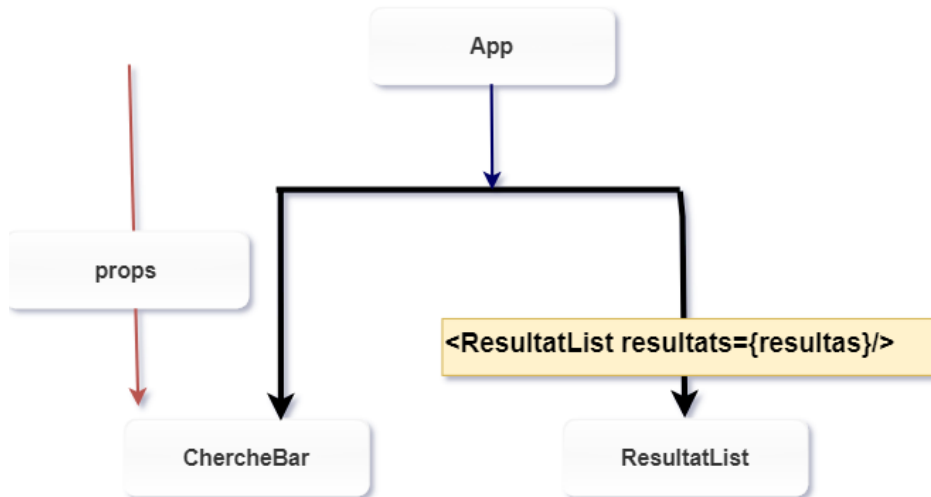 App
props
<ResultatList resultats={resultas}/>
ChercheBar
ResultatList